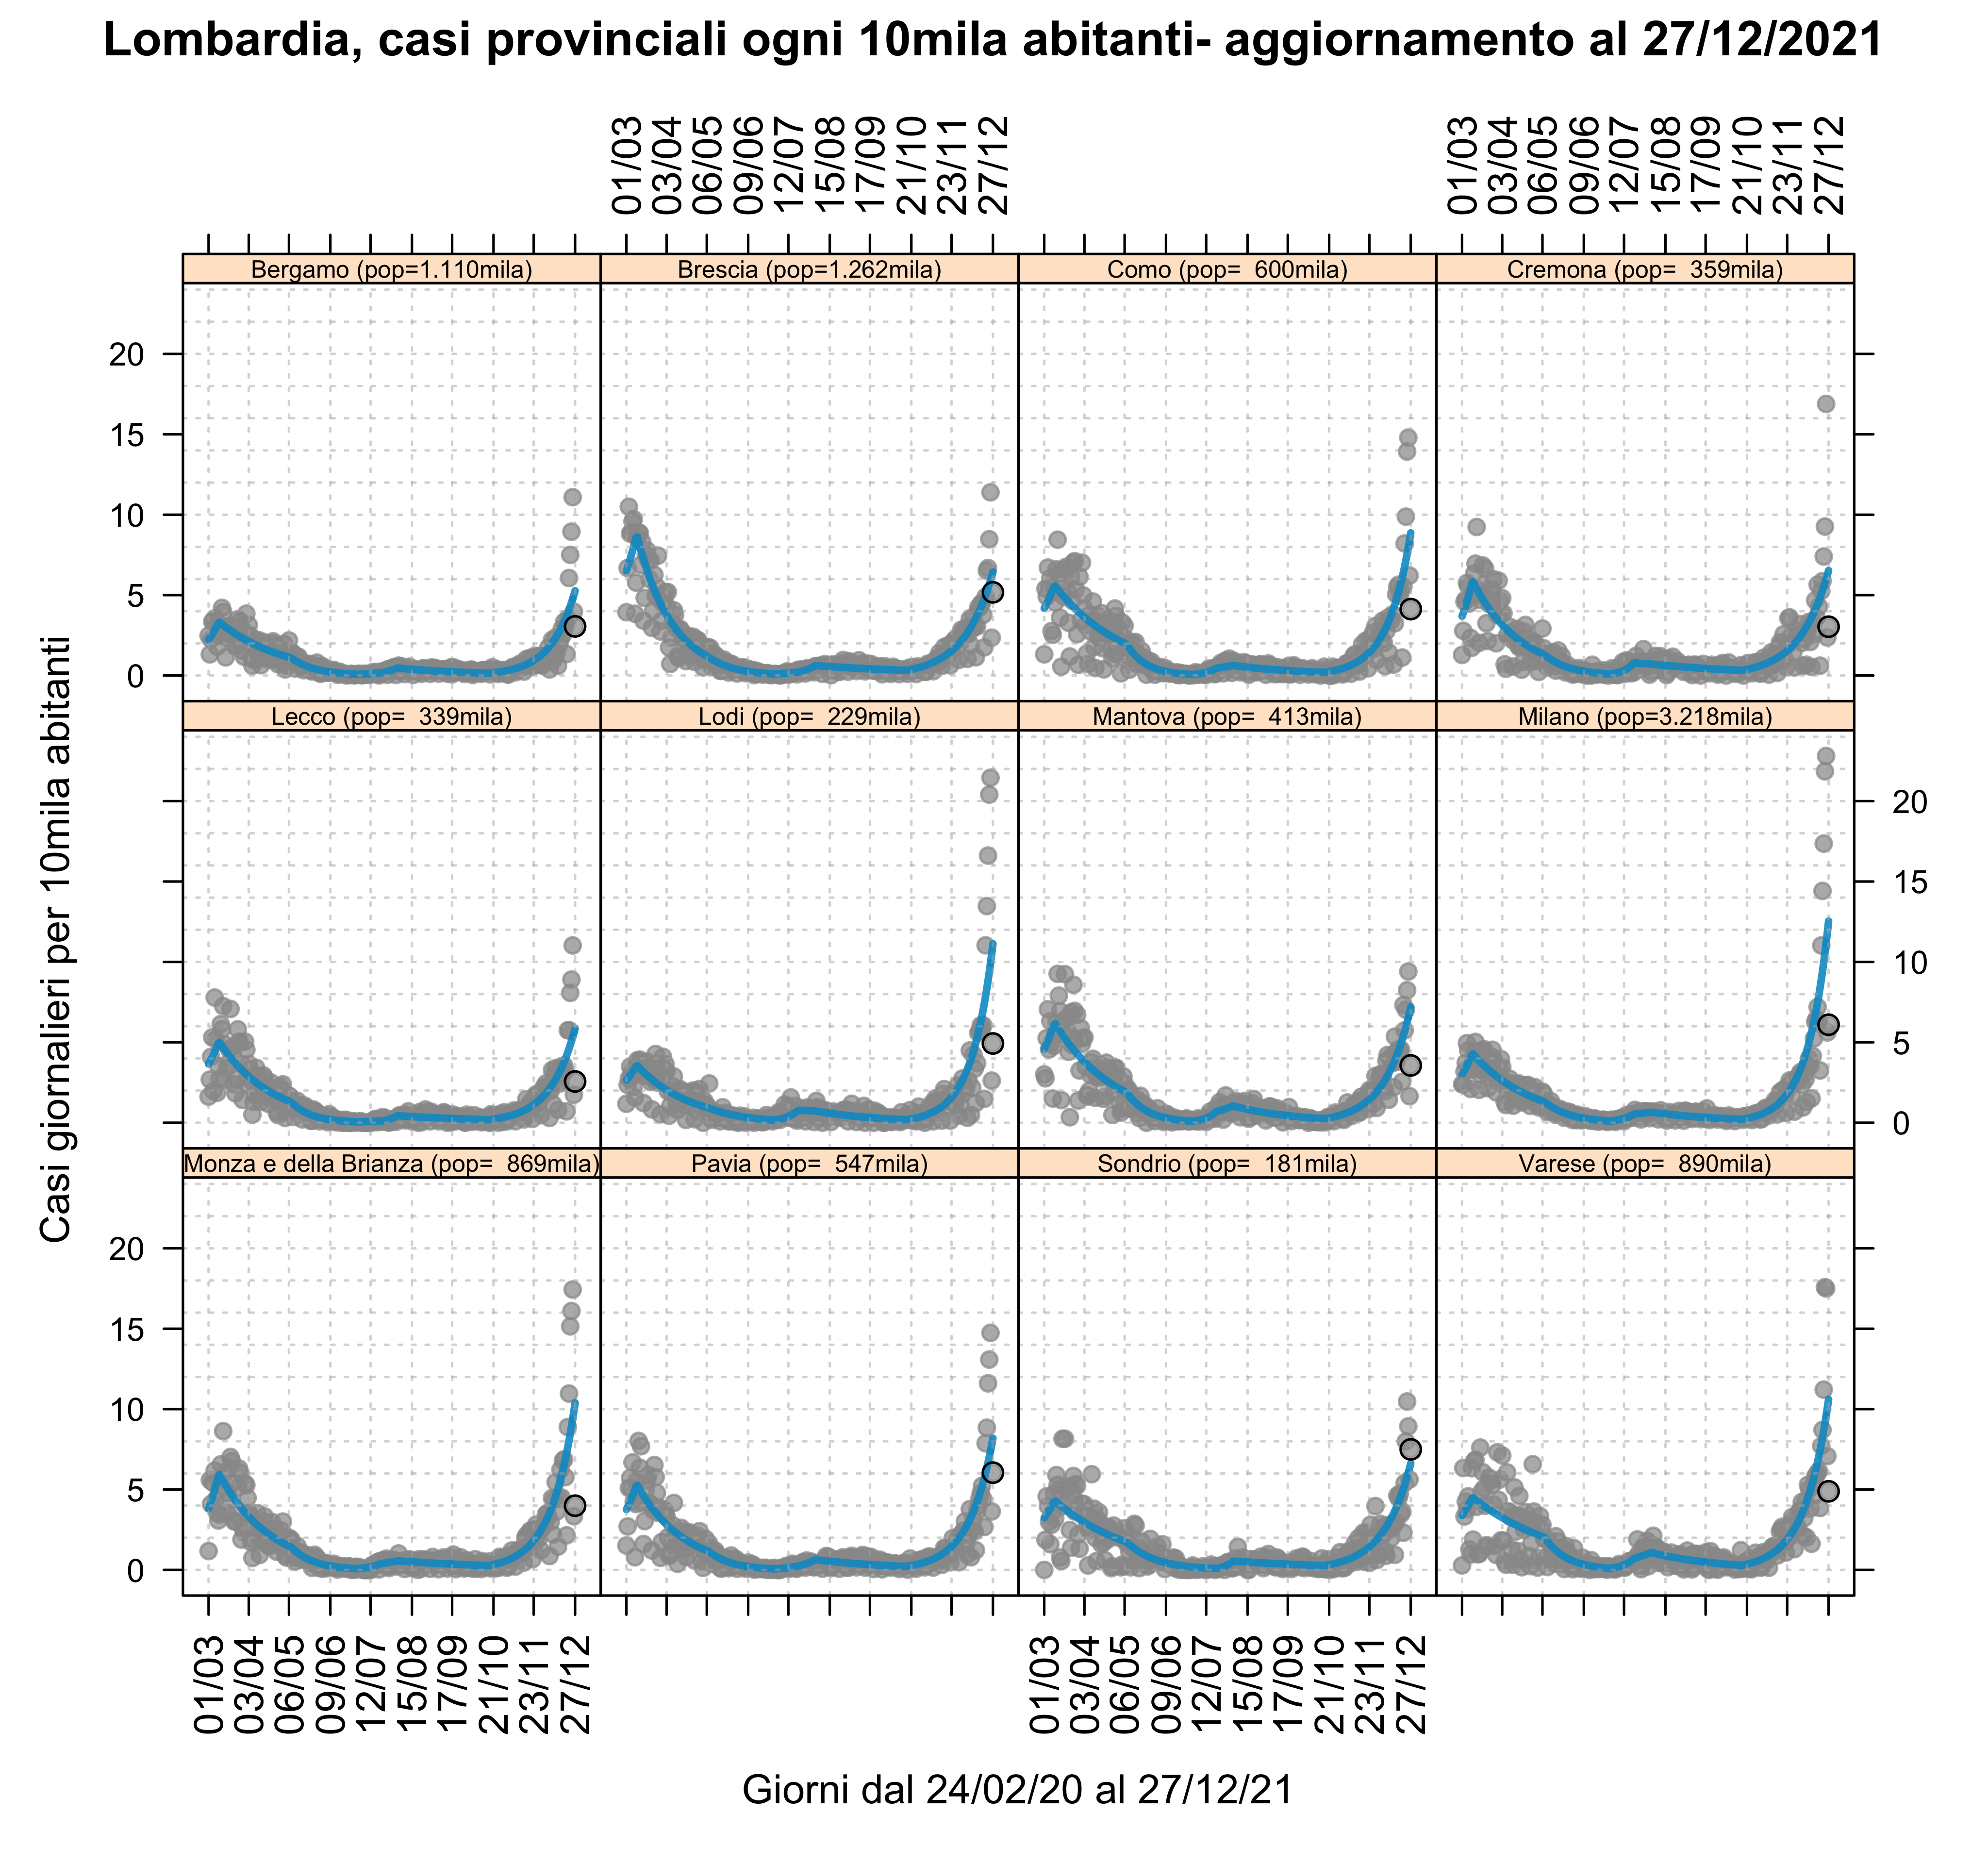 Lombardia, casi provinciali ogni 10mila abitanti- aggiornamento al 27/12/2021
01/03 03/04 06/05 09/06 12/07 15/08 17/09 21/10 23/11 27/12 01/03 03/04 06/05 09/06 12/07 15/08 17/09 21/10 23/11 27/12
Bergamo (pop=1.110mila) Brescia (pop=1.262mila) Como (pop= 600mila) Cremona (pop= 359mila)
20
15
10
5
0
Lecco (pop= 339mila) Lodi (pop= 229mila) Mantova (pop= 413mila) Milano (pop=3.218mila)
20
15
10
5
0
Monza e della Brianza (pop= 869mila) Pavia (pop= 547mila) Sondrio (pop= 181mila) Varese (pop= 890mila)
20
15
10
5
0
Casi giornalieri per 10mila abitanti
01/03 03/04 06/05 09/06 12/07 15/08 17/09 21/10 23/11 27/12 01/03 03/04 06/05 09/06 12/07 15/08 17/09 21/10 23/11 27/12
Giorni dal 24/02/20 al 27/12/21